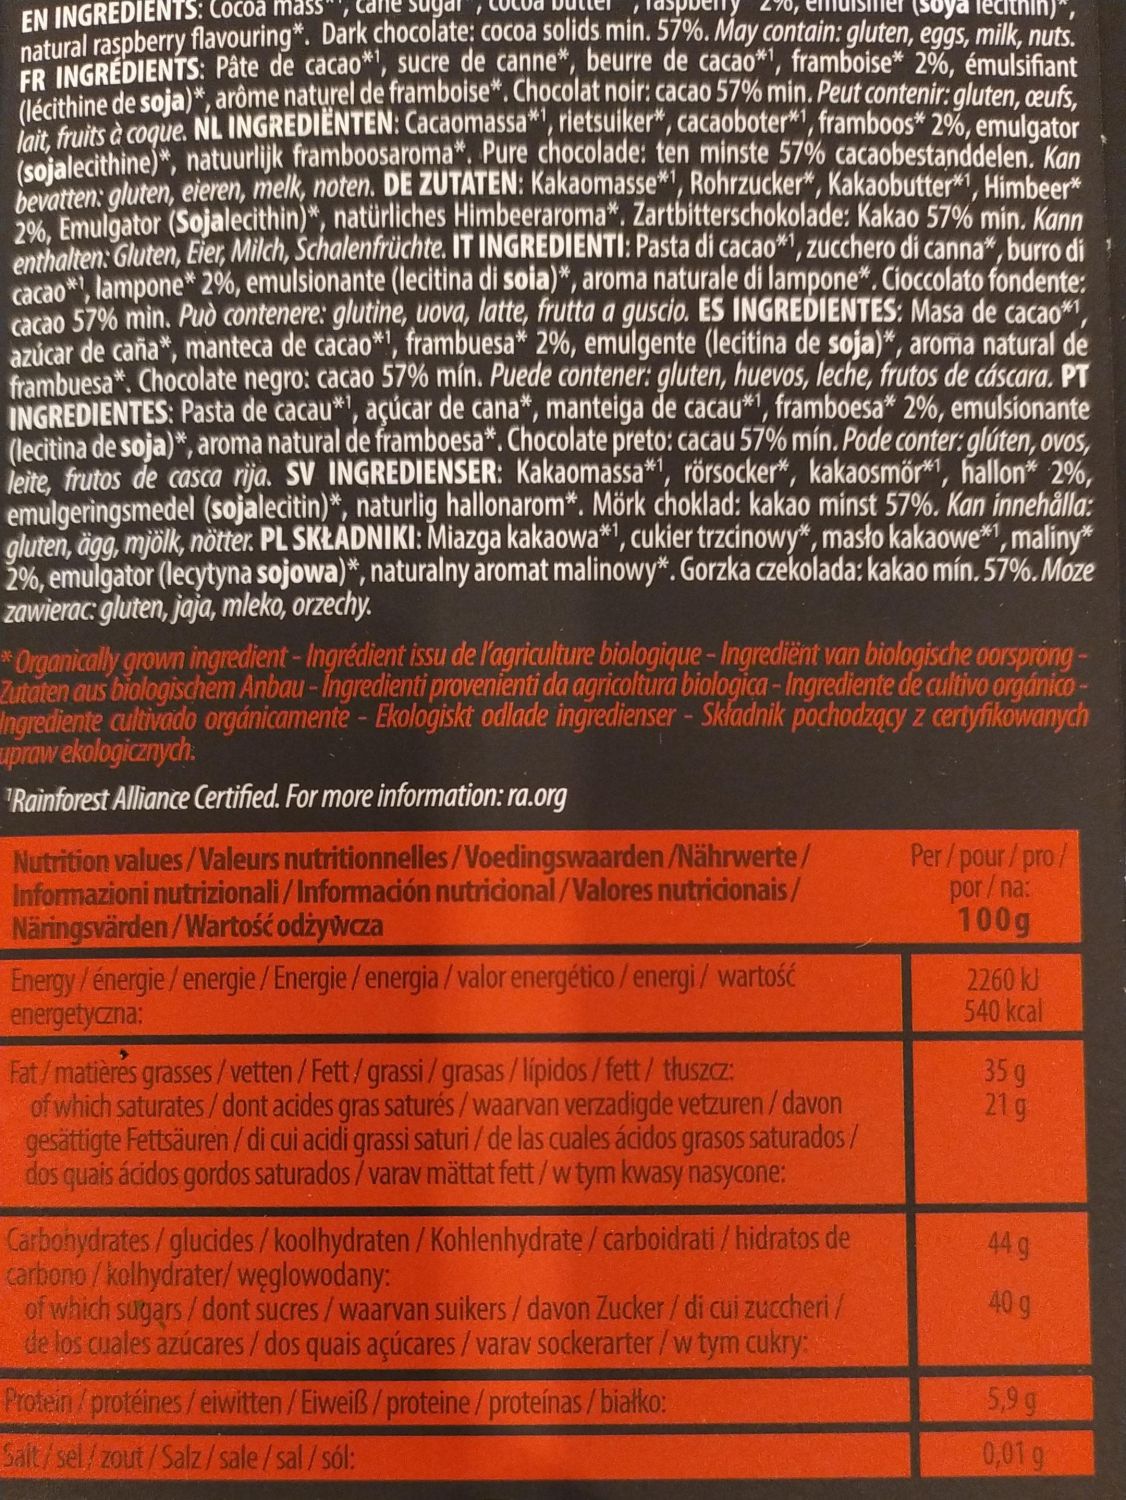 EN INGREDIENTS: Cocoa mass*¹, cane sugar*, cocoa butter*¹, raspberry* 2%, emulsifier (soya lecithin)*,
natural raspberry flavouring*. Dark chocolate: cocoa solids min. 57%. May contain: gluten, eggs, milk, nuts.
FR INGRÉDIENTS: Pâte de cacao*¹, sucre de canne*, beurre de cacao*¹, framboise* 2%, émulsifiant
(lécithine de soja)*, arôme naturel de framboise*. Chocolat noir: cacao 57% min. Peut contenir: gluten, œufs,
lait, fruits à coque. NL INGREDIËNTEN: Cacaomassa*¹, rietsuiker*, cacaoboter*¹, framboos* 2%, emulgator
(sojalecithine)*, natuurlijk framboosaroma*. Pure chocolade: ten minste 57% cacaobestanddelen. Kan
bevatten: gluten, eieren, melk, noten. DE ZUTATEN: Kakaomasse*¹, Rohrzucker*, Kakaobutter*¹, Himbeer*
2%, Emulgator (Sojalecithin)*, natürliches Himbeeraroma*. Zartbitterschokolade: Kakao 57% min. Kann
enthalten: Gluten, Eier, Milch, Schalenfrüchte. IT INGREDIENTI: Pasta di cacao*¹, zucchero di canna*, burro di
cacao*¹, lampone* 2%, emulsionante (lecitina di soia)*, aroma naturale di lampone*. Cioccolato fondente:
cacao 57% min. Può contenere: glutine, uova, latte, frutta a guscio. ES INGREDIENTES: Masa de cacao*¹,
azúcar de caña*, manteca de cacao*¹, frambuesa* 2%, emulgente (lecitina de soja)*, aroma natural de
frambuesa*. Chocolate negro: cacao 57% mín. Puede contener: gluten, huevos, leche, frutos de cáscara. PT
INGREDIENTES: Pasta de cacau*¹, açúcar de cana*, manteiga de cacau*¹, framboesa* 2%, emulsionante
(lecitina de soja)*, aroma natural de framboesa*. Chocolate preto: cacau 57% mín. Pode conter: glúten, ovos,
leite, frutos de casca rija. SV INGREDIENSER: Kakaomassa*¹, rörsocker*, kakaosmör*¹, hallon* 2%,
emulgeringsmedel (sojalecitin)*, naturlig hallonarom*. Mörk choklad: kakao minst 57%. Kan innehålla:
gluten, ägg, mjölk, nötter. PL SKŁADNIKI: Miazga kakaowa*¹, cukier trzcinowy*, masło kakaowe*¹, maliny*
2%, emulgator (lecytyna sojowa)*, naturalny aromat malinowy*. Gorzka czekolada: kakao mín. 57%. Moze
zawierac: gluten, jaja, mleko, orzechy.
* Organically grown ingredient - Ingrédient issu de l'agriculture biologique - Ingrediënt van biologische oorsprong -
Zutaten aus biologischem Anbau - Ingredienti provenienti da agricoltura biologica - Ingrediente de cultivo orgánico -
Ingrediente cultivado orgánicamente - Ekologiskt odlade ingredienser - Składnik pochodzący z certyfikowanych
upraw ekologicznych.
¹Rainforest Alliance Certified. For more information: ra.org
Nutrition values / Valeurs nutritionnelles / Voedingswaarden / Nährwerte /
Informazioni nutrizionali / Información nutricional / Valores nutricionais /
Näringsvärden / Wartość odżywcza
Per / pour / pro /
por / na:
100g
Energy / énergie / energie / Energie / energia / valor energético / energi / wartość
energetyczna:
2260 kJ
540 kcal
Fat / matières grasses / vetten / Fett / grassi / grasas / lípidos / fett / tłuszcz:
35 g
of which saturates / dont acides gras saturés / waarvan verzadigde vetzuren / davon
21 g
gesättigte Fettsäuren / di cui acidi grassi saturi / de las cuales ácidos grasos saturados /
dos quais ácidos gordos saturados / varav mättat fett / w tym kwasy nasycone:
Carbohydrates / glucides / koolhydraten / Kohlenhydrate / carboidrati / hidratos de
44 g
carbono / kolhydrater/ węglowodany:
of which sugars / dont sucres / waarvan suikers / davon Zucker / di cui zuccheri /
40 g
de los cuales azúcares / dos quais açúcares / varav sockerarter / w tym cukry:
Protein / protéines / eiwitten / Eiweiß / proteine / proteínas / białko:
5,9 g
Salt / sel / zout / Salz / sale / sal / sól:
0,01 g